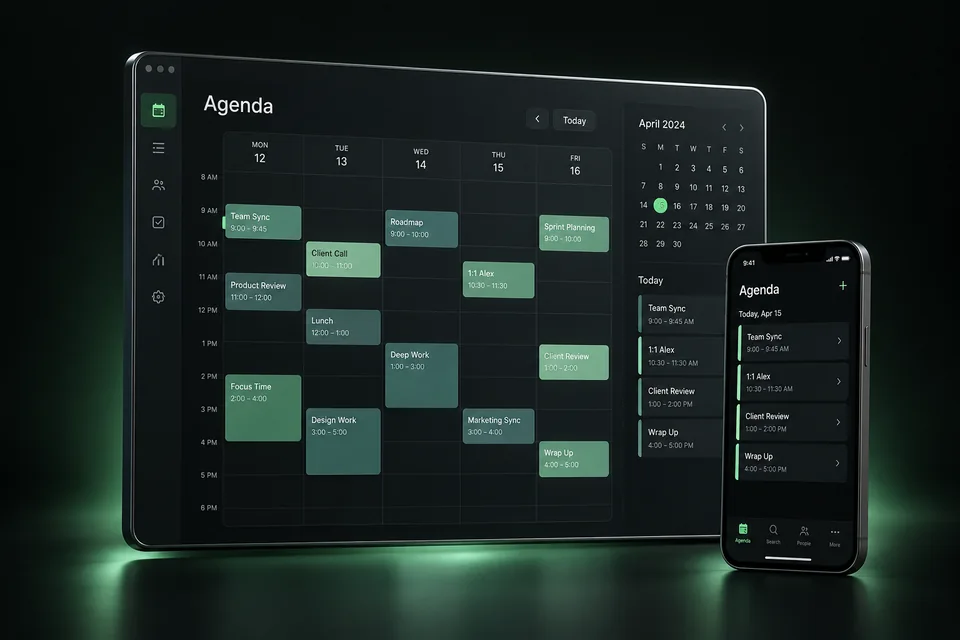 Agenda
Today
MON
12
TUE
13
WED
14
THU
15
FRI
16
8 AM
9 AM
10 AM
11 AM
12 PM
1 PM
2 PM
3 PM
4 PM
5 PM
6 PM
Team Sync
9:00 – 9:45
Product Review
11:00 – 12:00
Focus Time
2:00 – 4:00
Client Call
Lunch
12:00 – 1:00
Design Work
3:00 – 5:00
Roadmap
9:00 – 10:00
Deep Work
1:00 – 3:00
1:1 Alex
10:30 – 11:30
Marketing Sync
3:00 – 4:00
Sprint Planning
9:00 – 10:00
Client Review
1:00 – 2:00
Wrap Up
4:00 – 5:00
April 2024
S M T W T F S
1 2 3 4 5 6
7 8 9 10 11 12 13
14 15 16 17 18 19 20
21 22 23 24 25 26 27
28 29 30
Today
Team Sync
9:00 – 9:45 AM
1:1 Alex
10:30 – 11:30 AM
Client Review
1:00 – 2:00 PM
Wrap Up
4:00 – 5:00 PM
9:41
Agenda
Today, Apr 15
Team Sync
9:00 – 9:45 AM
1:1 Alex
10:30 – 11:30 AM
Client Review
1:00 – 2:00 PM
Wrap Up
4:00 – 5:00 PM
Agenda
Search
People
More